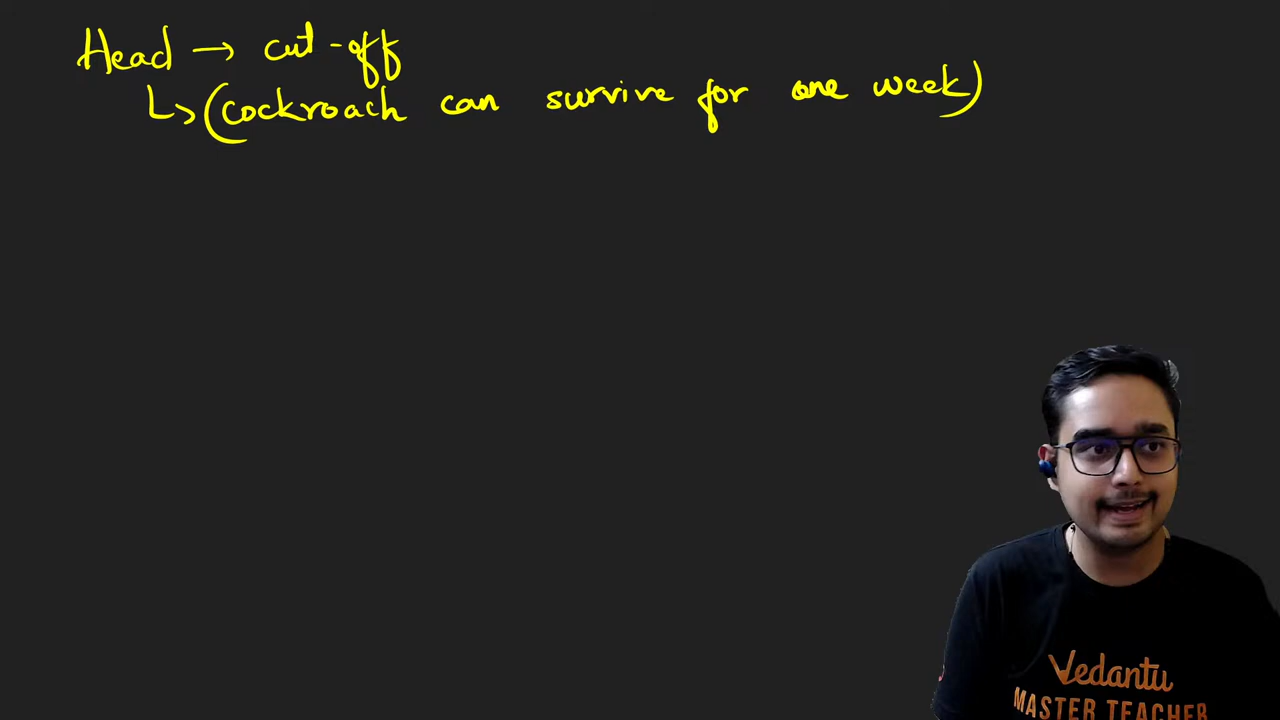 Head → cut-off
↳ (cockroach can survive for one week)
Vedantu
MASTER TEACHER